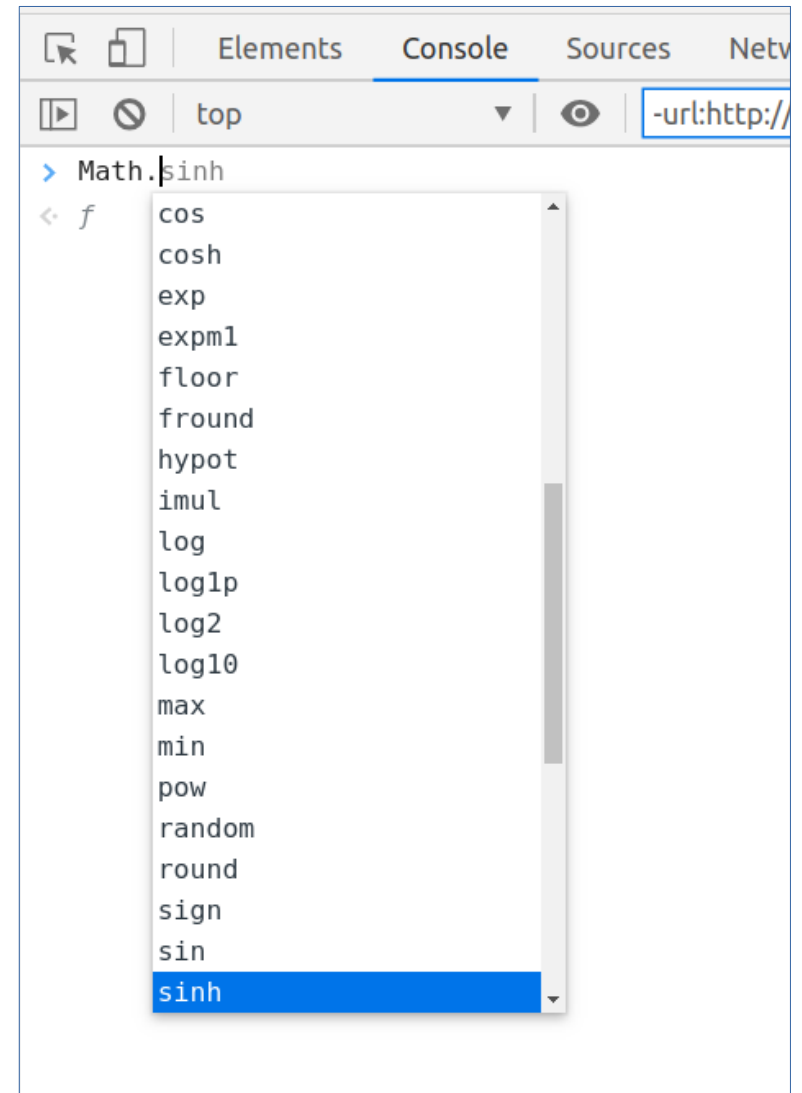 Elements Console Sources Netw
top -url:http://
> Math.sinh
f
cos
cosh
exp
expm1
floor
fround
hypot
imul
log
log1p
log2
log10
max
min
pow
random
round
sign
sin
sinh